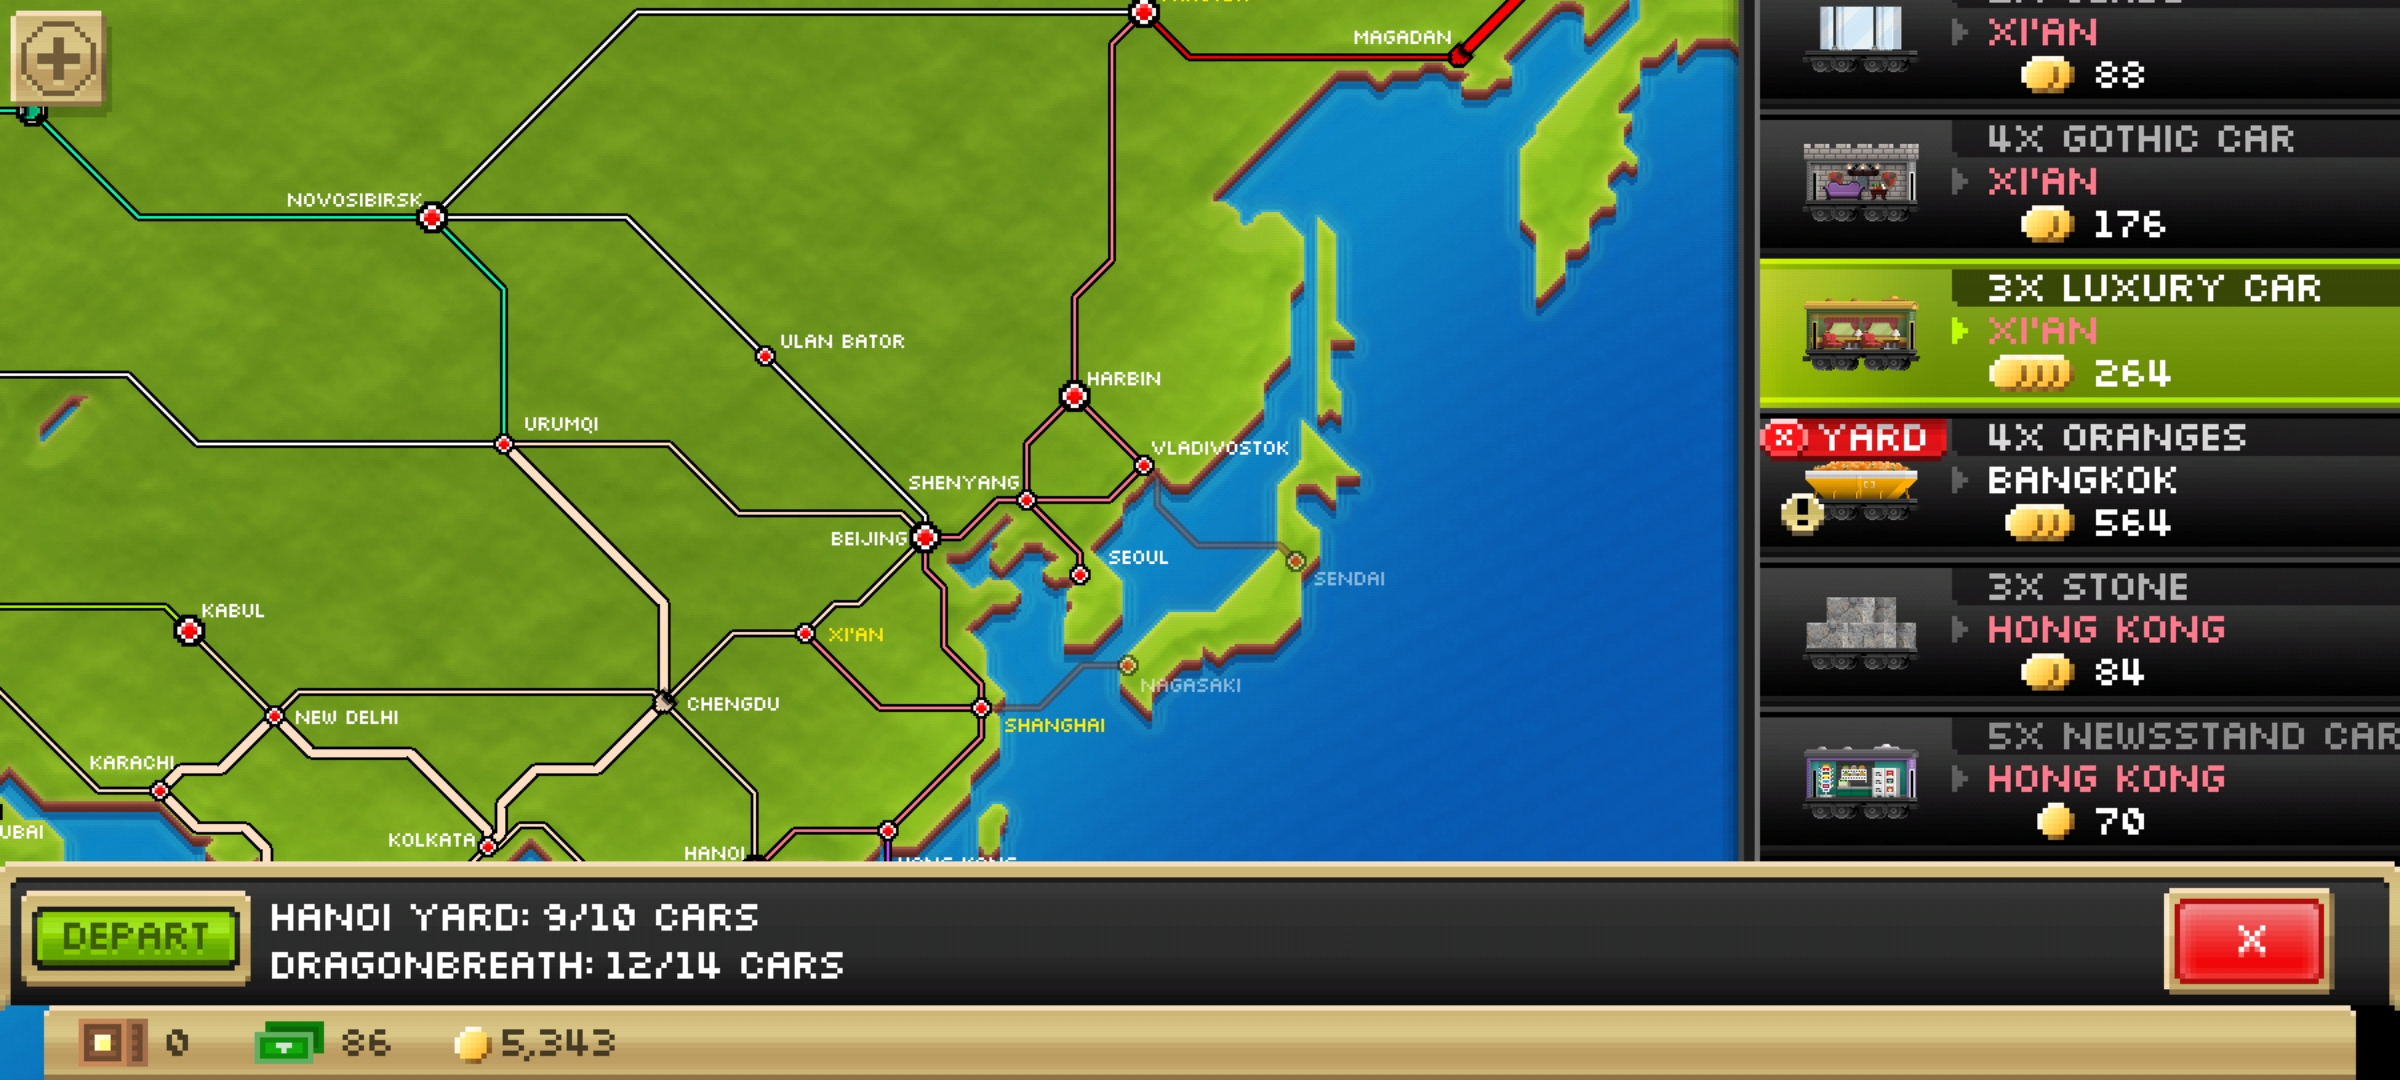 MAGADAN
NOVOSIBIRSK
ULAN BATOR
HARBIN
URUMQI
VLADIVOSTOK
SHENYANG
BEIJING
SEOUL
SENDAI
KABUL
XI'AN
NAGASAKI
CHENGDU
NEW DELHI
SHANGHAI
KARACHI
UBAI
KOLKATA
HANOI
HONG KONG
XI'AN
88
4X GOTHIC CAR
XI'AN
176
3X LUXURY CAR
XI'AN
264
X YARD
4X ORANGES
!
BANGKOK
564
3X STONE
HONG KONG
84
5X NEWSSTAND CAR
HONG KONG
70
DEPART
HANOI YARD: 9/10 CARS
DRAGONBREATH: 12/14 CARS
X
0
86
5,343